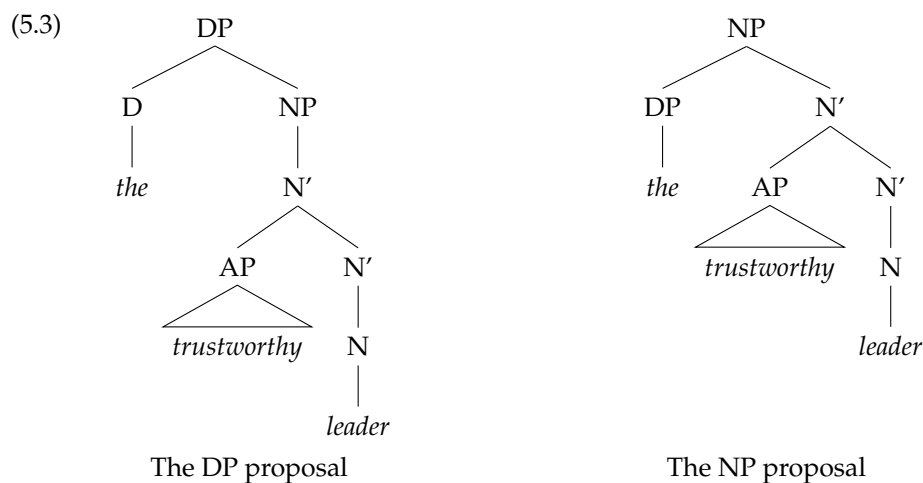 (5.3)
DP NP
D NP DP N'
the N' the AP N'
AP N' trustworthy N
trustworthy N leader
leader
The DP proposal The NP proposal